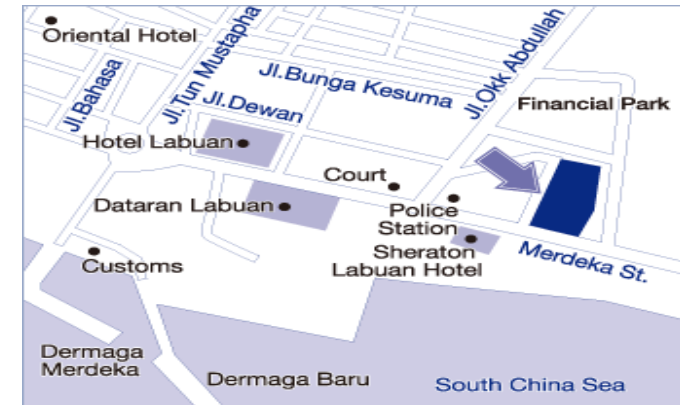 Oriental Hotel
Jl.Bahasa
Jl.Tun Mustapha
Jl.Bunga Kesuma
Jl.Dewan
Jl.Okk Abdullah
Financial Park
Hotel Labuan
Court
Dataran Labuan
Police
Station
Sheraton
Labuan Hotel
Merdeka St.
Customs
Dermaga
Merdeka
Dermaga Baru
South China Sea